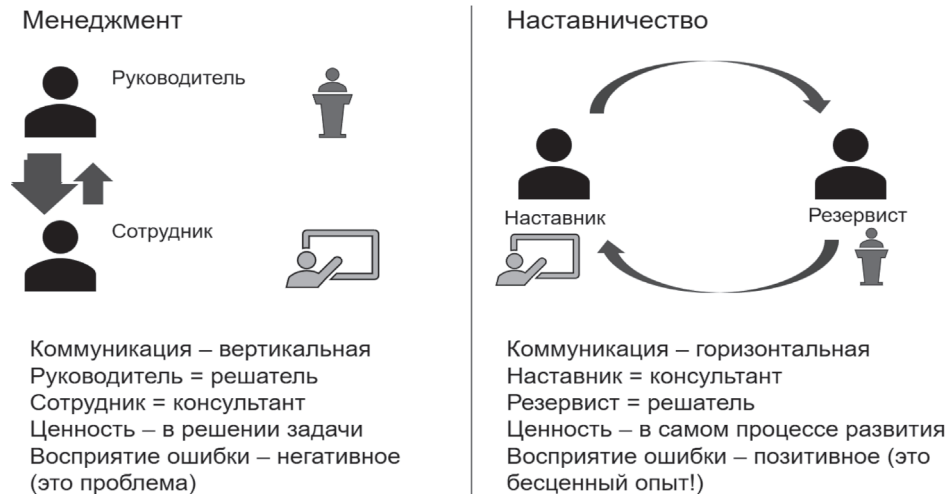 Менеджмент
Руководитель
Сотрудник
Коммуникация – вертикальная
Руководитель = решатель
Сотрудник = консультант
Ценность – в решении задачи
Восприятие ошибки – негативное
(это проблема)
Наставничество
Наставник
Резервист
Коммуникация – горизонтальная
Наставник = консультант
Резервист = решатель
Ценность – в самом процессе развития
Восприятие ошибки – позитивное (это
бесценный опыт!)